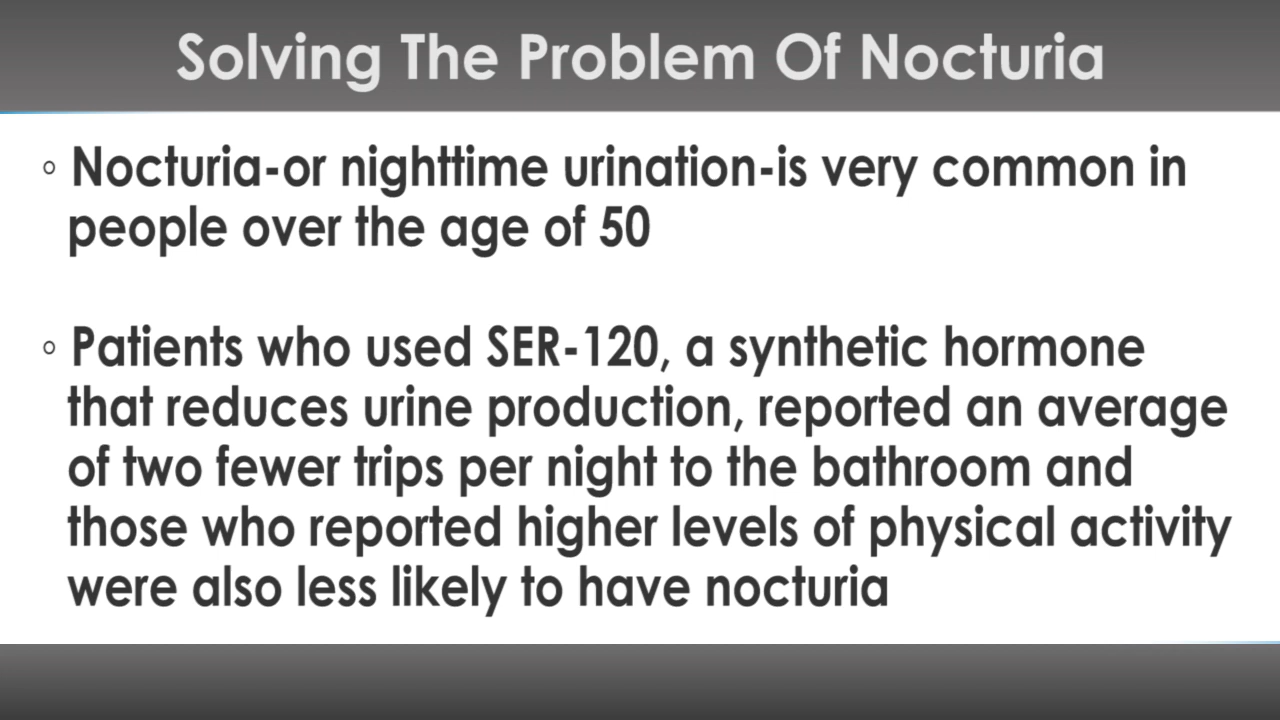 Solving The Problem Of Nocturia
◦ Nocturia-or nighttime urination-is very common in
people over the age of 50
◦ Patients who used SER-120, a synthetic hormone
that reduces urine production, reported an average
of two fewer trips per night to the bathroom and
those who reported higher levels of physical activity
were also less likely to have nocturia